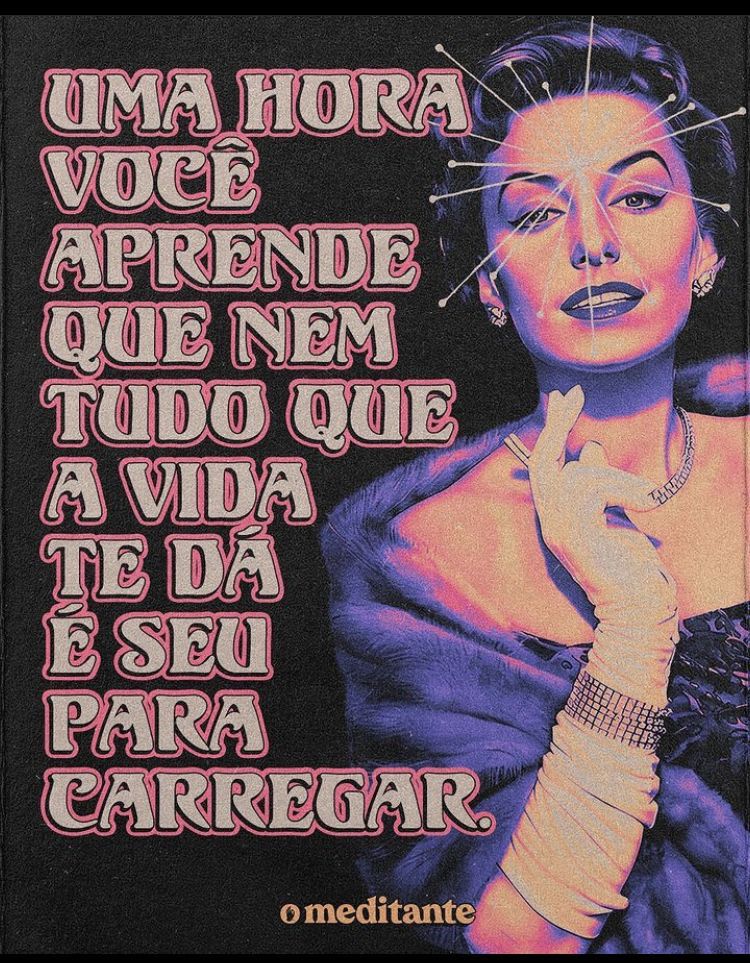 UMA HORA
VOCÊ
APRENDE
QUE NEM
TUDO QUE
A VIDA
TE DÁ
É SEU
PARA
CARREGAR.
o meditante